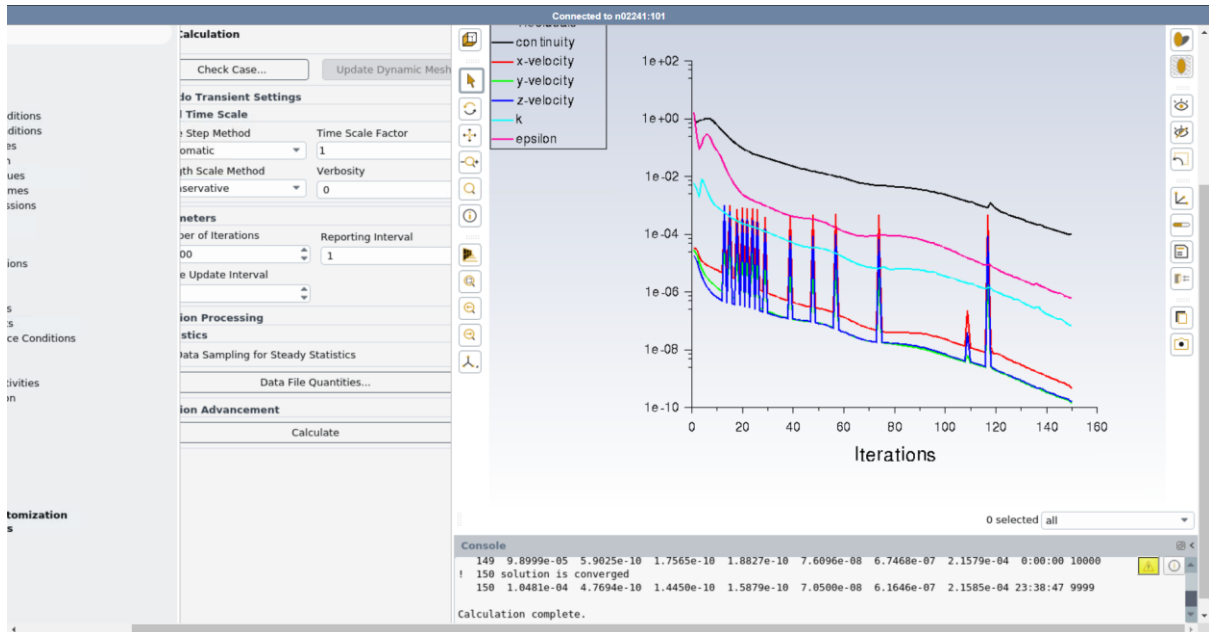 Connected to n02241:101
Calculation
Check Case...
Update Dynamic Mesh
do Transient Settings
Time Scale
Step Method
Time Scale Factor
omatic
1
gth Scale Method
Verbosity
servative
0
meters
er of Iterations
Reporting Interval
00
1
e Update Interval
ion Processing
stics
Data Sampling for Steady Statistics
Data File Quantities...
ion Advancement
Calculate
ditions
ditions
es
n
ues
mes
ssions
ions
s
ts
ce Conditions
tivities
on
tomization
s
continuity
x-velocity
y-velocity
z-velocity
k
epsilon
1e+02
1e+00
1e-02
1e-04
1e-06
1e-08
1e-10
0 20 40 60 80 100 120 140 160
Iterations
0 selected all
Console
149 9.8999e-05 5.9025e-10 1.7565e-10 1.8827e-10 7.6096e-08 6.7468e-07 2.1579e-04 0:00:00 10000
! 150 solution is converged
150 1.0481e-04 4.7694e-10 1.4450e-10 1.5879e-10 7.0500e-08 6.1646e-07 2.1585e-04 23:38:47 9999
Calculation complete.